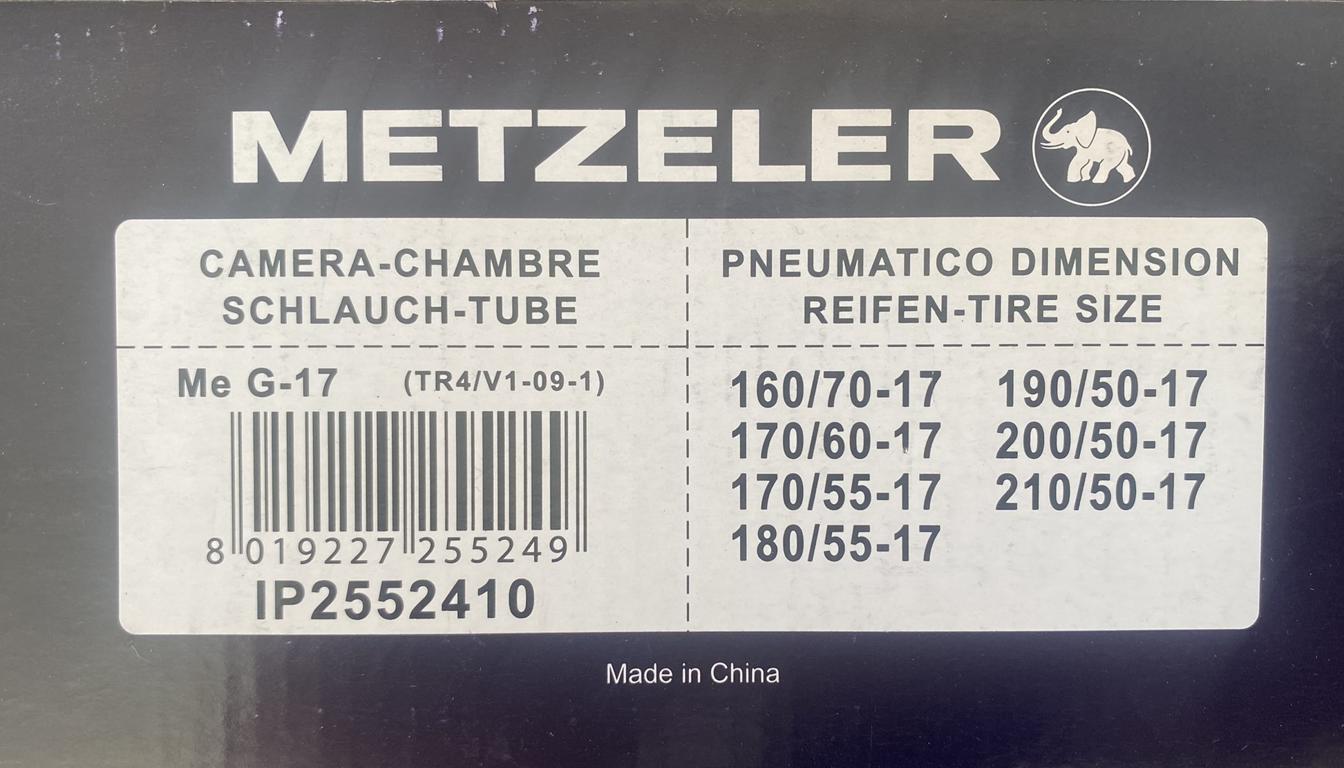 METZELER
CAMERA-CHAMBRE
SCHLAUCH-TUBE
PNEUMATICO DIMENSION
REIFEN-TIRE SIZE
Me G-17 (TR4/V1-09-1)
8 019227 255249
IP2552410
160/70-17 190/50-17
170/60-17 200/50-17
170/55-17 210/50-17
180/55-17
Made in China